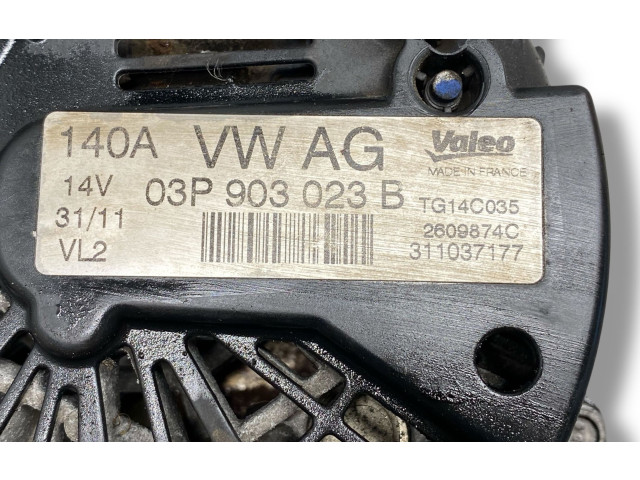 140A VW AG Valeo
MADE IN FRANCE
14V 03P 903 023 B TG14C035
31/11 2609874C
VL2 311037177